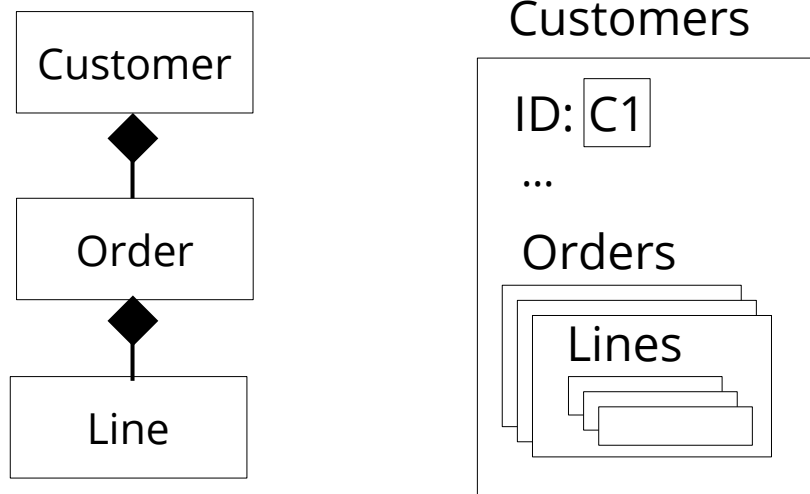 Customer
Order
Line
Customers
ID: C1
...
Orders
Lines